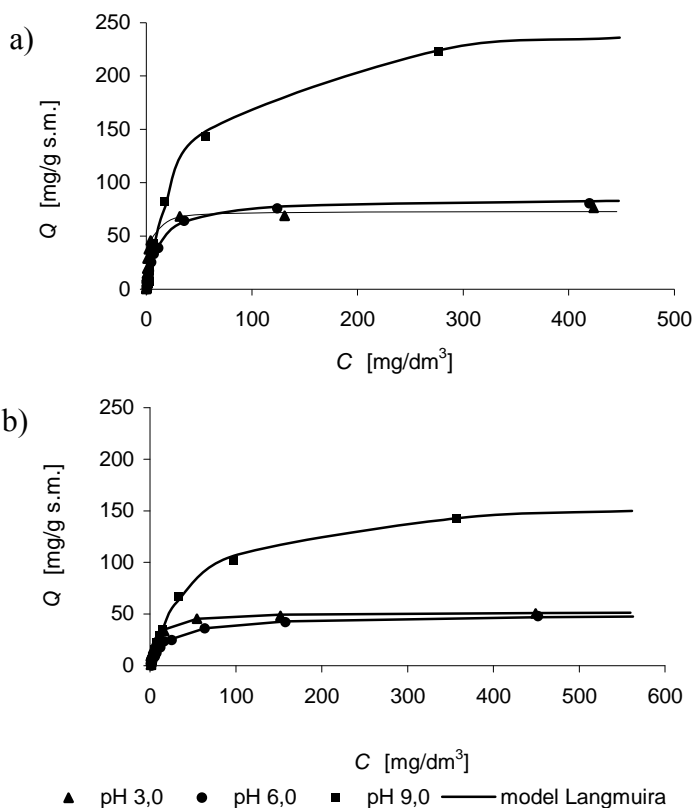 a)
250
200
150
100
50
0
Q [mg/g s.m.]
0 100 200 300 400 500
C [mg/dm³]
b)
250
200
150
100
50
0
Q [mg/g s.m.]
0 100 200 300 400 500 600
C [mg/dm³]
▲ pH 3,0 ● pH 6,0 ■ pH 9,0 model Langmuira